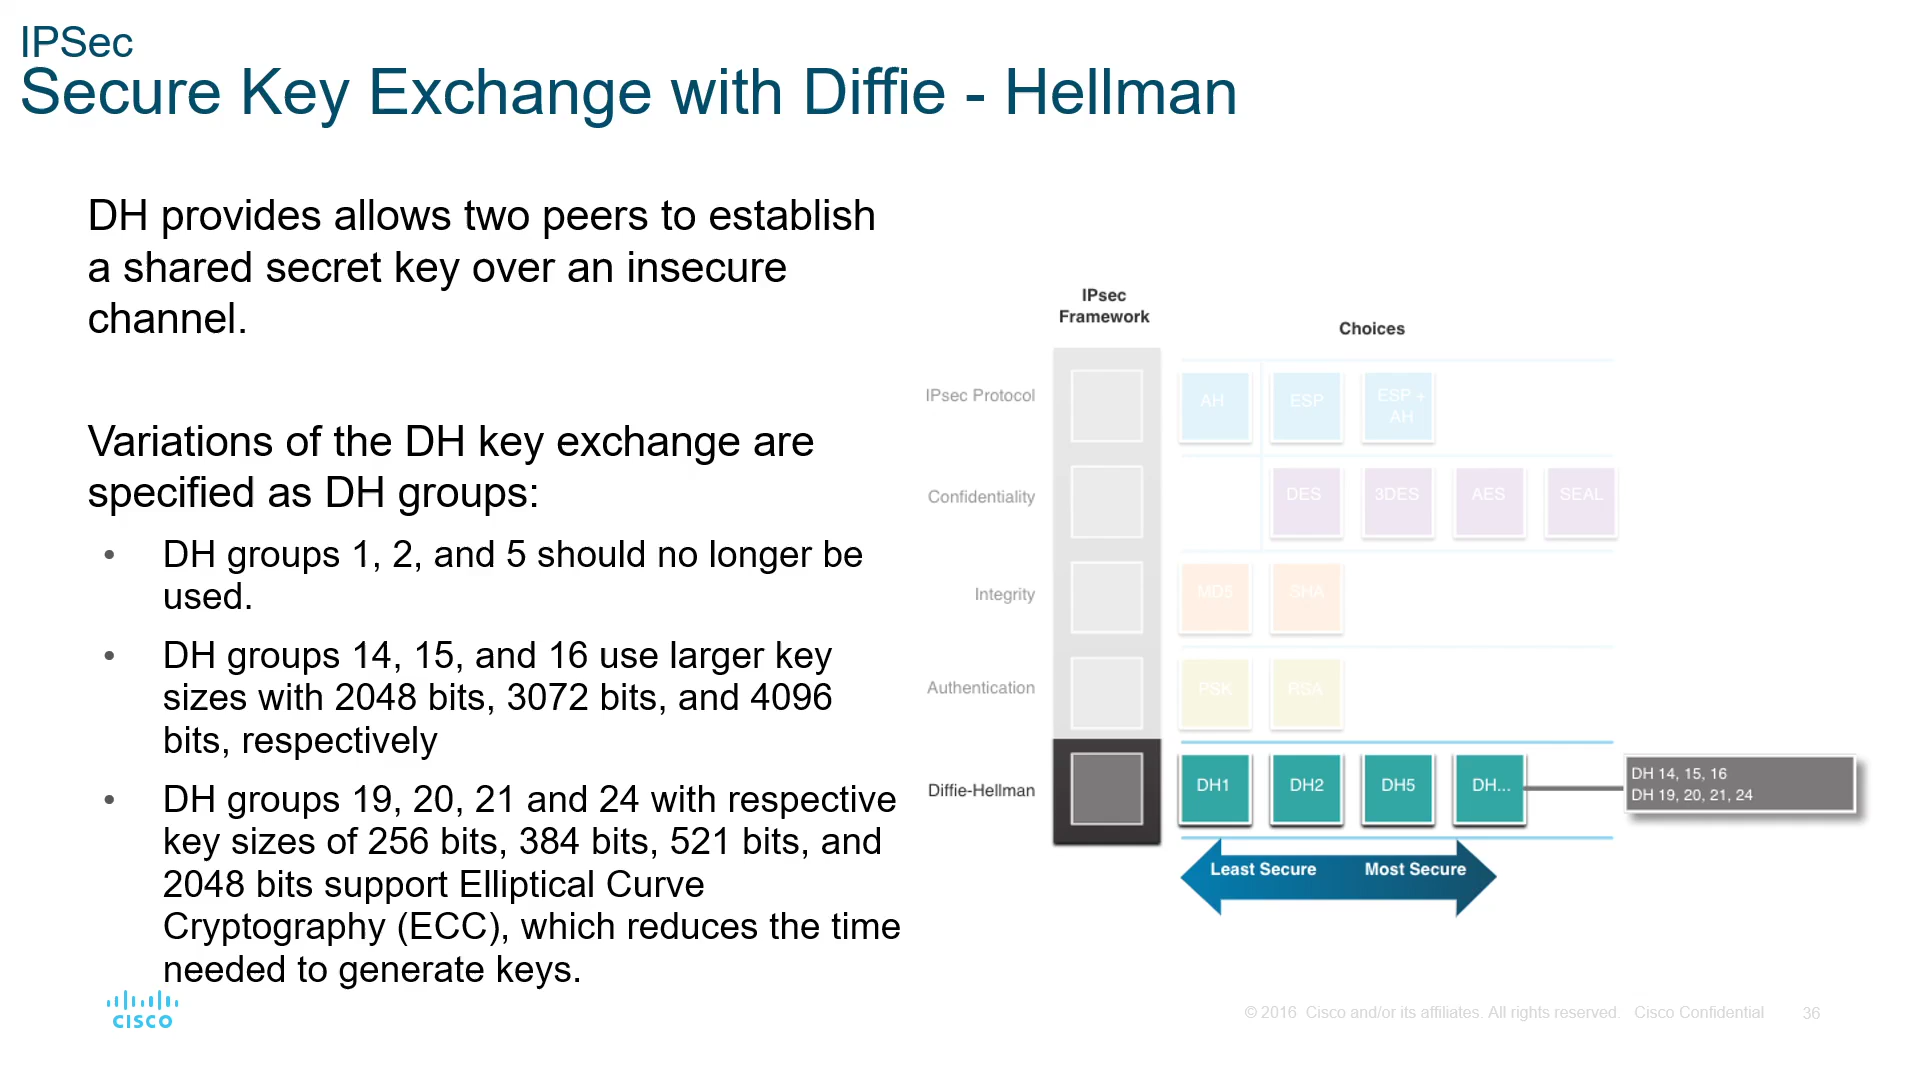 IPSec
Secure Key Exchange with Diffie - Hellman
DH provides allows two peers to establish
a shared secret key over an insecure
channel.
Variations of the DH key exchange are
specified as DH groups:
• DH groups 1, 2, and 5 should no longer be
used.
• DH groups 14, 15, and 16 use larger key
sizes with 2048 bits, 3072 bits, and 4096
bits, respectively
• DH groups 19, 20, 21 and 24 with respective
key sizes of 256 bits, 384 bits, 521 bits, and
2048 bits support Elliptical Curve
Cryptography (ECC), which reduces the time
needed to generate keys.
IPsec
Framework
Choices
IPsec Protocol
AH
ESP
ESP +
AH
Confidentiality
DES
3DES
AES
SEAL
Integrity
MD5
SHA
Authentication
PSK
RSA
Diffie-Hellman
DH1
DH2
DH5
DH...
DH 14, 15, 16
DH 19, 20, 21, 24
Least Secure
Most Secure
CISCO
© 2016 Cisco and/or its affiliates. All rights reserved. Cisco Confidential
36